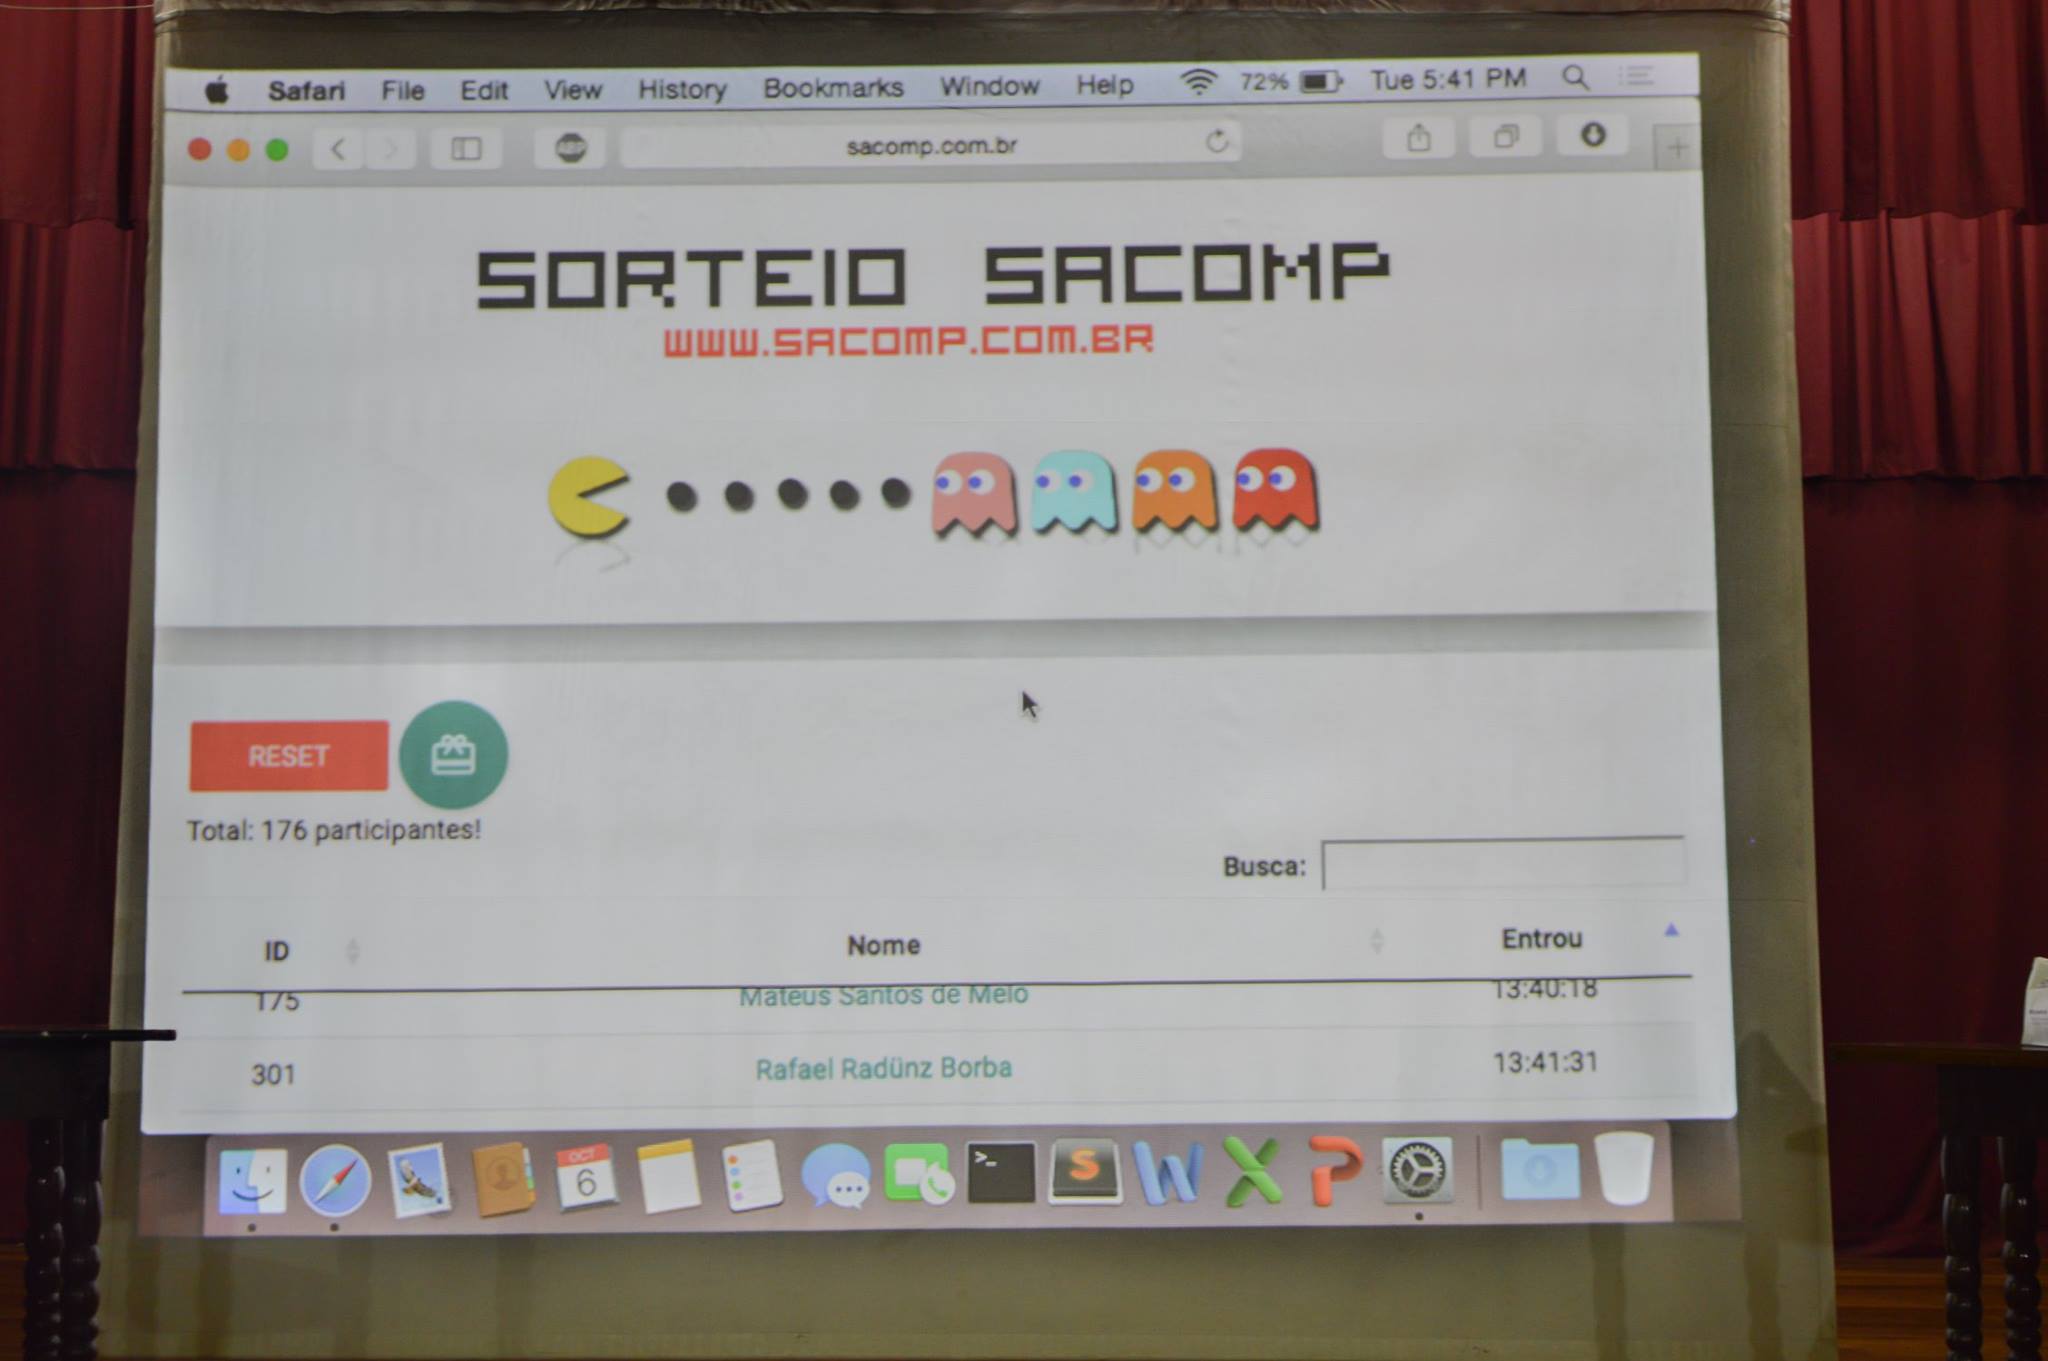 Safari File Edit View History Bookmarks Window Help 72% Tue 5:41 PM
ABP sacomp.com.br
SORTEIO SACOMP
WWW.SACOMP.COM.BR
RESET
Total: 176 participantes!
Busca:
ID Nome Entrou
175 Mateus Santos de Melo 13:40:18
301 Rafael Radünz Borba 13:41:31
OCT
6